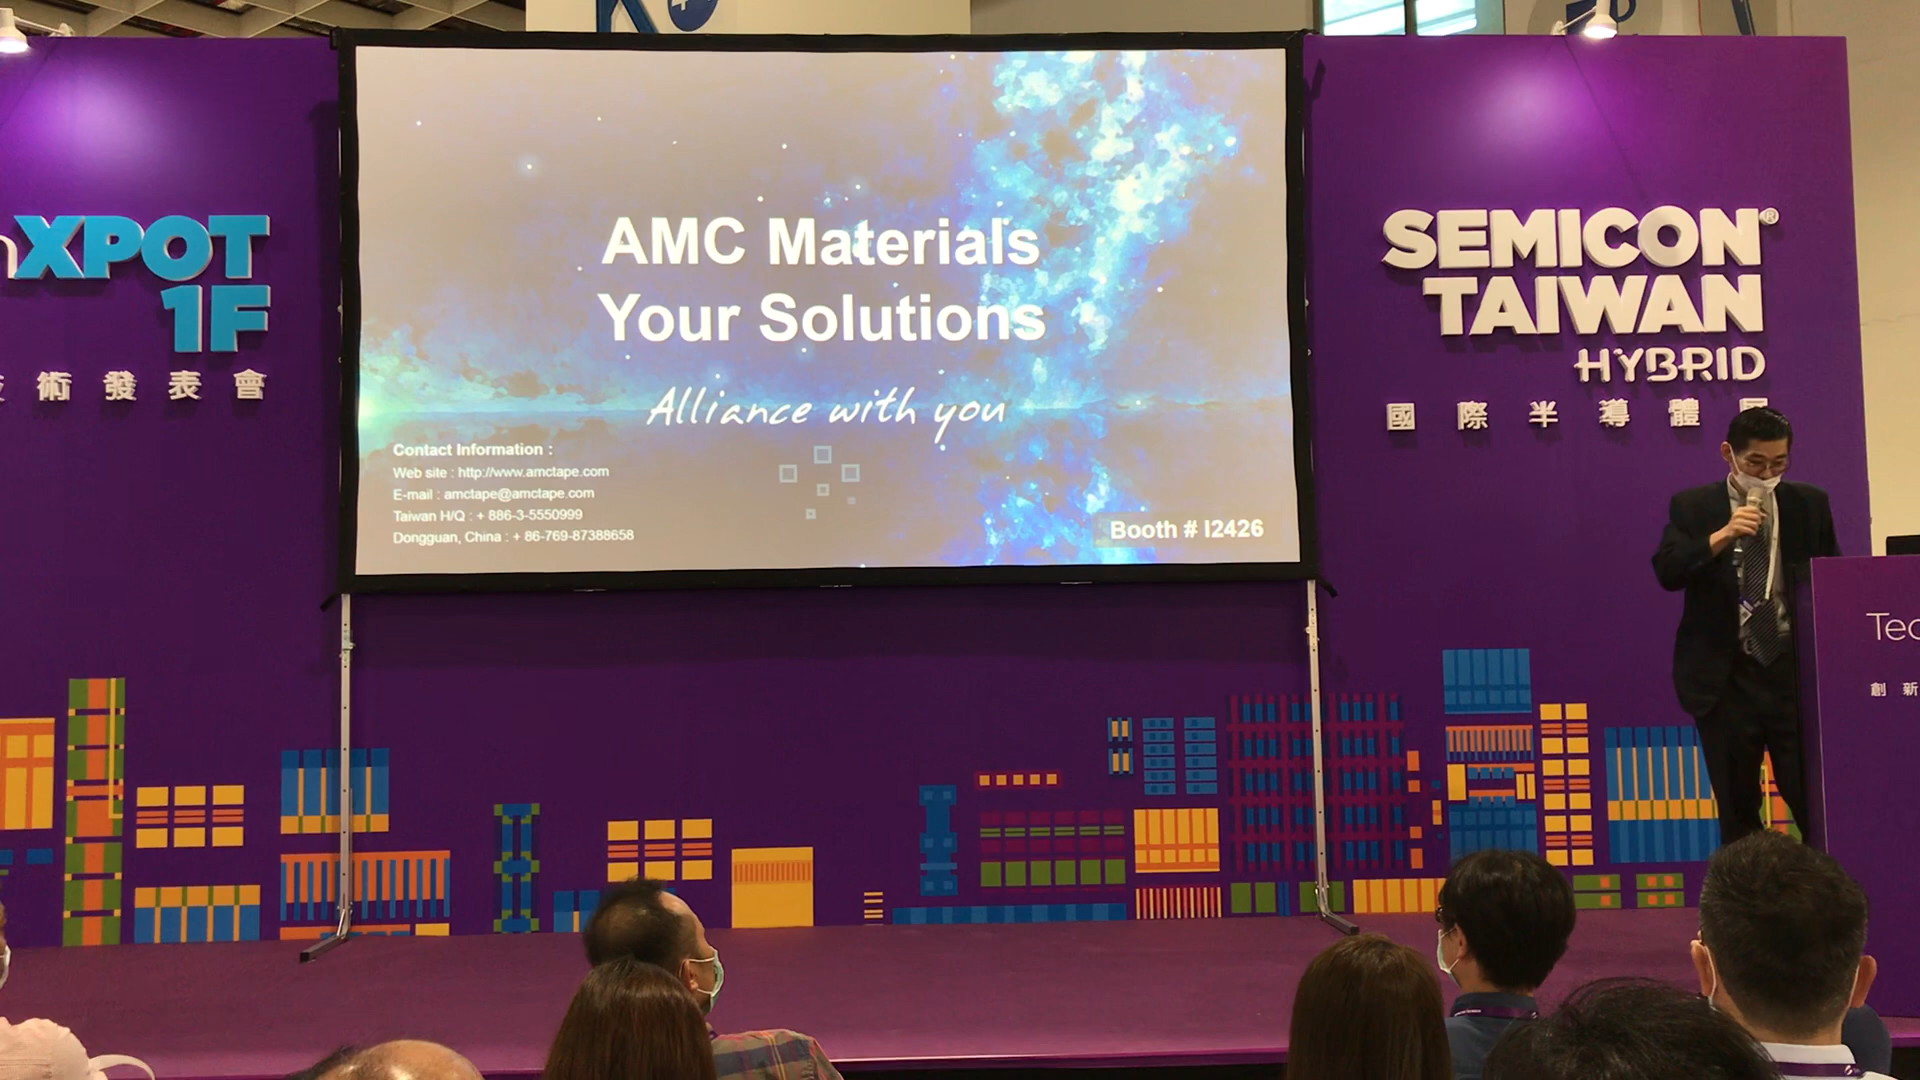 XPOT
1F
術發表會
AMC Materials
Your Solutions
Alliance with you
Contact Information :
Web site : http://www.amctape.com
E-mail : amctape@amctape.com
Taiwan H/Q : + 886-3-5550999
Dongguan, China : + 86-769-87388658
Booth # I2426
SEMICON®
TAIWAN
HYBRID
國際半導體展
Tec
創新